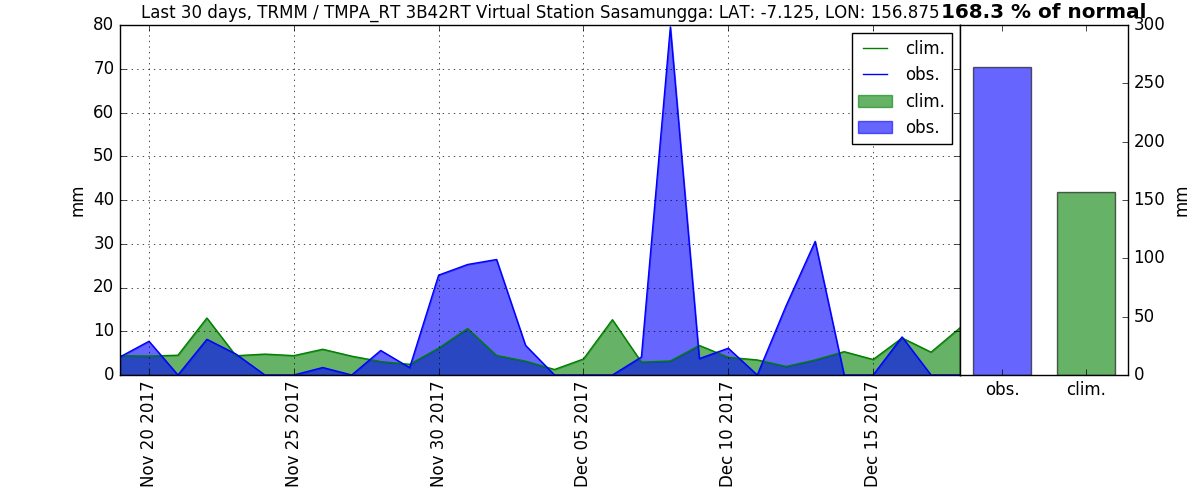 Last 30 days, TRMM / TMPA_RT 3B42RT Virtual Station Sasamungga: LAT: -7.125, LON: 156.875 168.3 % of normal
80
70
60
50
40
30
20
10
0
mm
clim.
obs.
clim.
obs.
300
250
200
150
100
50
0
mm
obs. clim.
Nov 20 2017
Nov 25 2017
Nov 30 2017
Dec 05 2017
Dec 10 2017
Dec 15 2017